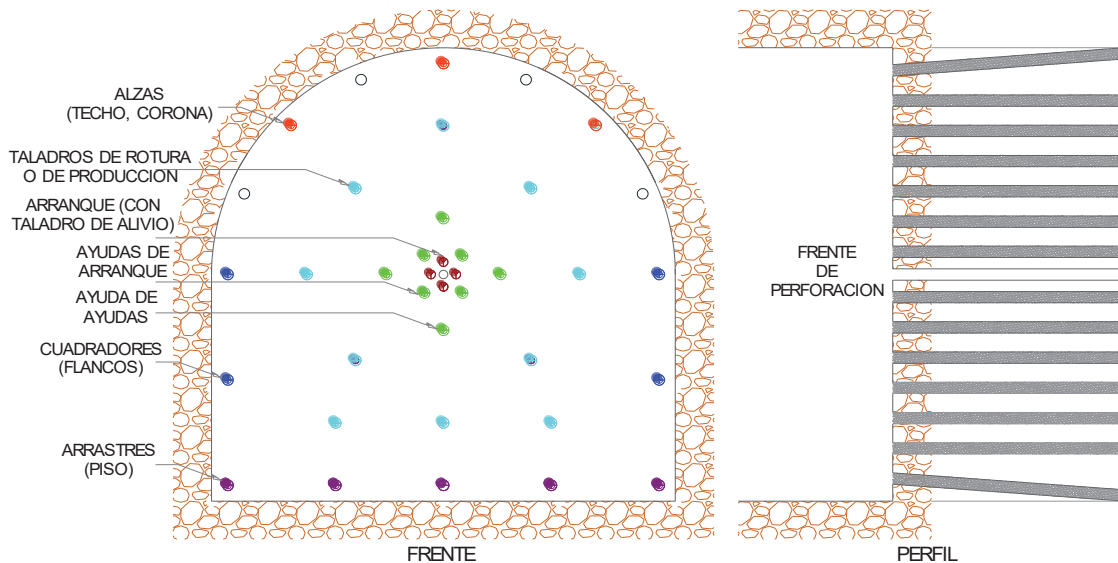 ALZAS
(TECHO, CORONA)
TALADROS DE ROTURA
O DE PRODUCCION
ARRANQUE (CON
TALADRO DE ALIVIO)
AYUDAS DE
ARRANQUE
AYUDA DE
AYUDAS
CUADRADORES
(FLANCOS)
ARRASTRES
(PISO)
FRENTE
FRENTE
DE
PERFORACION
PERFIL